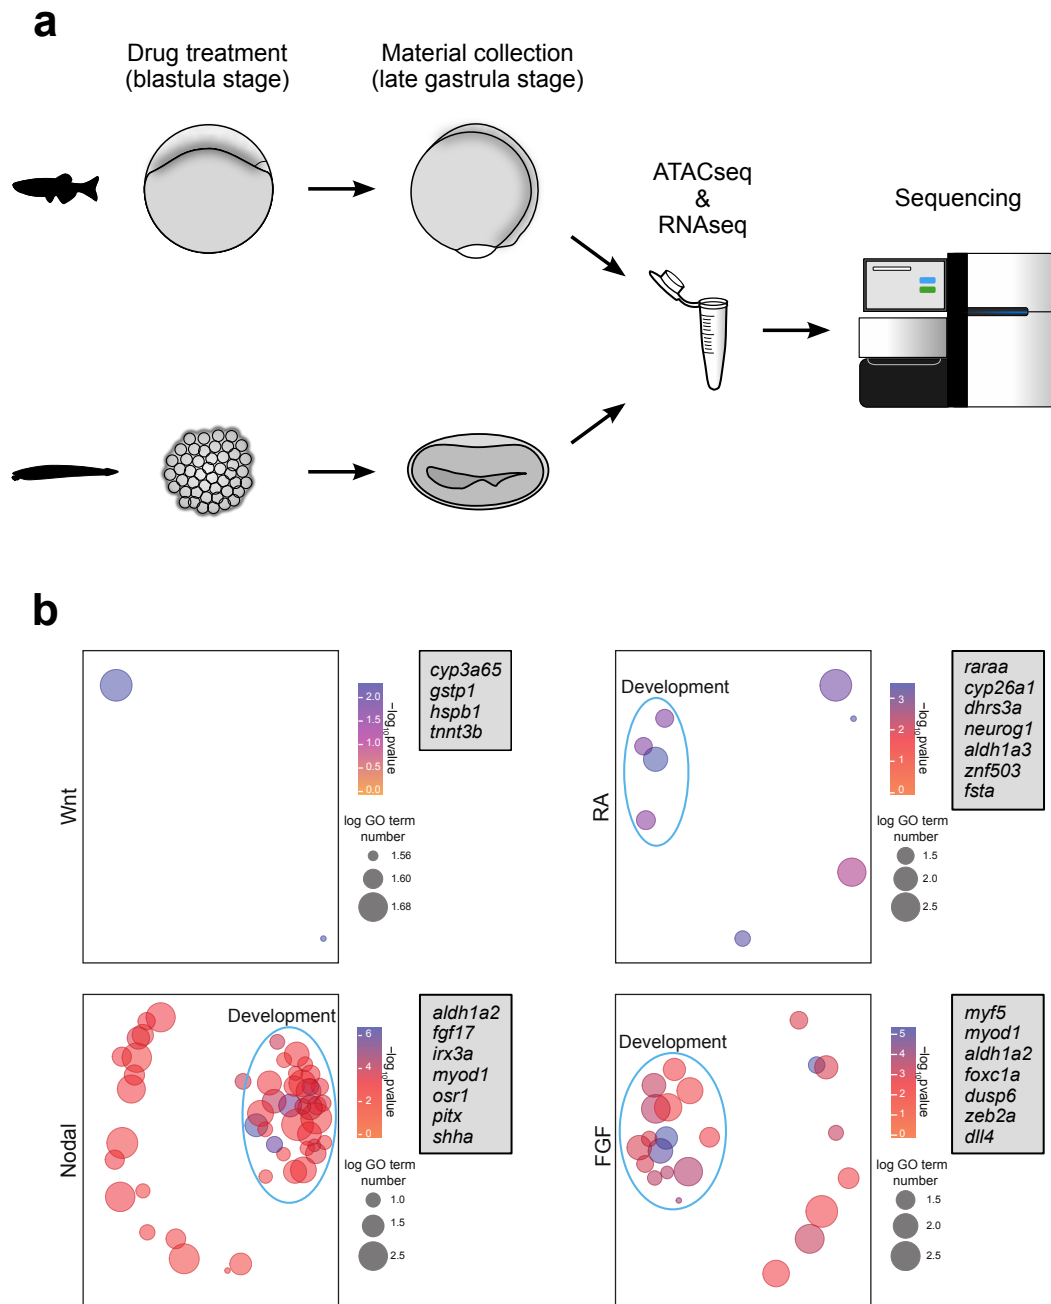 a
Drug treatment
(blastula stage)
Material collection
(late gastrula stage)
ATACseq
&
RNAseq
Sequencing
b
Wnt
2.0
1.5
1.0
0.5
0.0
−log10pvalue
log GO term
number
1.56
1.60
1.68
cyp3a65
gstp1
hspb1
tnnt3b
RA
Development
3
2
1
0
−log10pvalue
log GO term
number
1.5
2.0
2.5
raraa
cyp26a1
dhrs3a
neurog1
aldh1a3
znf503
fsta
Nodal
Development
6
4
2
0
−log10pvalue
log GO term
number
1.0
1.5
2.5
aldh1a2
fgf17
irx3a
myod1
osr1
pitx
shha
FGF
Development
5
4
3
2
1
0
−log10pvalue
log GO term
number
1.5
2.0
2.5
myf5
myod1
aldh1a2
foxc1a
dusp6
zeb2a
dll4